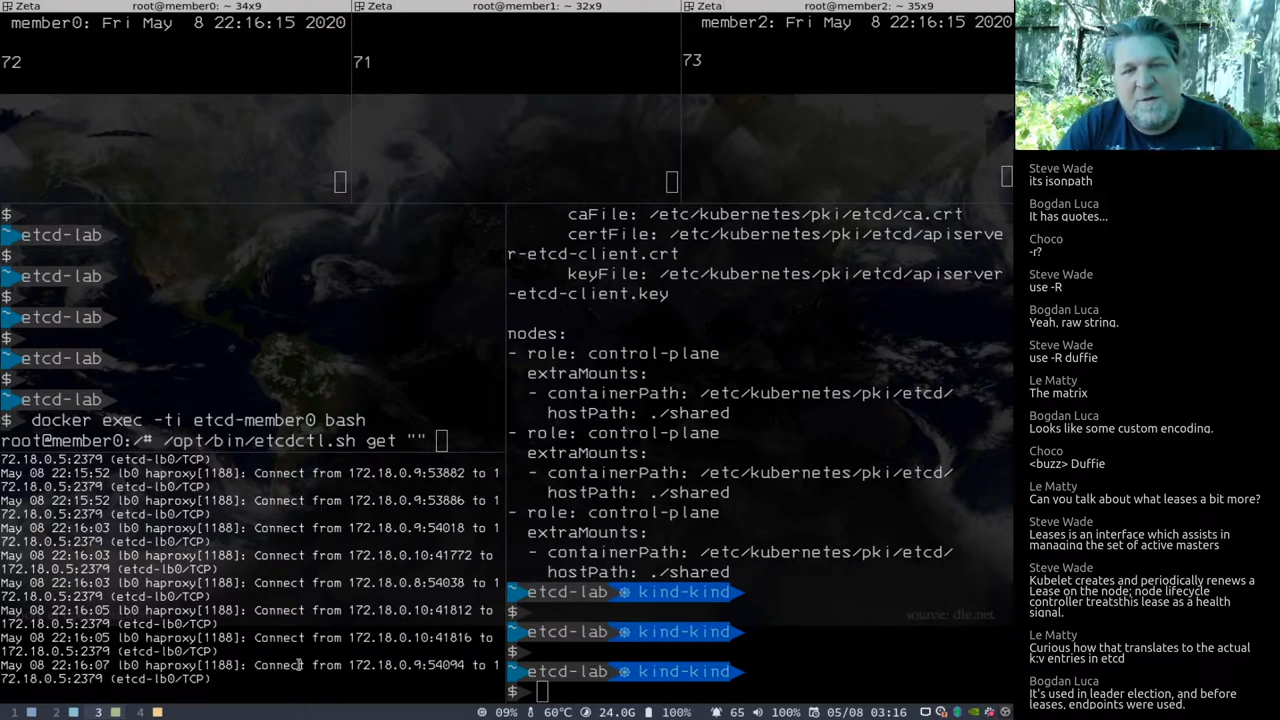 Zeta
root@member0: ~ 34x9
Zeta
root@member1: ~ 32x9
Zeta
root@member2: ~ 35x9
member0: Fri May  8 22:16:15 2020
72
71
member2: Fri May  8 22:16:15 2020
73
$
~ etcd-lab
$
~ etcd-lab
$
~ etcd-lab
$
~ etcd-lab
$
~ etcd-lab
$  docker exec -ti etcd-member0 bash
root@member0:/# /opt/bin/etcdctl.sh get ""
72.18.0.5:2379 (etcd-lb0/TCP)
May 08 22:15:52 lb0 haproxy[1188]: Connect from 172.18.0.9:53882 to 1
72.18.0.5:2379 (etcd-lb0/TCP)
May 08 22:15:52 lb0 haproxy[1188]: Connect from 172.18.0.9:53886 to 1
72.18.0.5:2379 (etcd-lb0/TCP)
May 08 22:16:03 lb0 haproxy[1188]: Connect from 172.18.0.9:54018 to 1
72.18.0.5:2379 (etcd-lb0/TCP)
May 08 22:16:03 lb0 haproxy[1188]: Connect from 172.18.0.10:41772 to
172.18.0.5:2379 (etcd-lb0/TCP)
May 08 22:16:03 lb0 haproxy[1188]: Connect from 172.18.0.8:54038 to 1
72.18.0.5:2379 (etcd-lb0/TCP)
May 08 22:16:05 lb0 haproxy[1188]: Connect from 172.18.0.10:41812 to
172.18.0.5:2379 (etcd-lb0/TCP)
May 08 22:16:05 lb0 haproxy[1188]: Connect from 172.18.0.10:41816 to
172.18.0.5:2379 (etcd-lb0/TCP)
May 08 22:16:07 lb0 haproxy[1188]: Connect from 172.18.0.9:54094 to 1
72.18.0.5:2379 (etcd-lb0/TCP)
caFile: /etc/kubernetes/pki/etcd/ca.crt
certFile: /etc/kubernetes/pki/etcd/apiserve
r-etcd-client.crt
keyFile: /etc/kubernetes/pki/etcd/apiserver
-etcd-client.key
nodes:
- role: control-plane
extraMounts:
- containerPath: /etc/kubernetes/pki/etcd/
hostPath: ./shared
- role: control-plane
extraMounts:
- containerPath: /etc/kubernetes/pki/etcd/
hostPath: ./shared
- role: control-plane
extraMounts:
- containerPath: /etc/kubernetes/pki/etcd/
hostPath: ./shared
~ etcd-lab ⎈ kind-kind
$
~ etcd-lab ⎈ kind-kind
$
~ etcd-lab ⎈ kind-kind
$
source: die.net
Steve Wade
its jsonpath
Bogdan Luca
It has quotes...
Choco
-r?
Steve Wade
use -R
Bogdan Luca
Yeah, raw string.
Steve Wade
use -R duffie
Le Matty
The matrix
Bogdan Luca
Looks like some custom encoding.
Choco
<buzz> Duffie
Le Matty
Can you talk about what leases a bit more?
Steve Wade
Leases is an interface which assists in
managing the set of active masters
Steve Wade
Kubelet creates and periodically renews a
Lease on the node; node lifecycle
controller treatsthis lease as a health
signal.
Le Matty
Curious how that translates to the actual
k:v entries in etcd
Bogdan Luca
It's used in leader election, and before
leases, endpoints were used.
1 2 3 4
09% 60℃ 24.0G 100% 65 100% 05/08 03:16